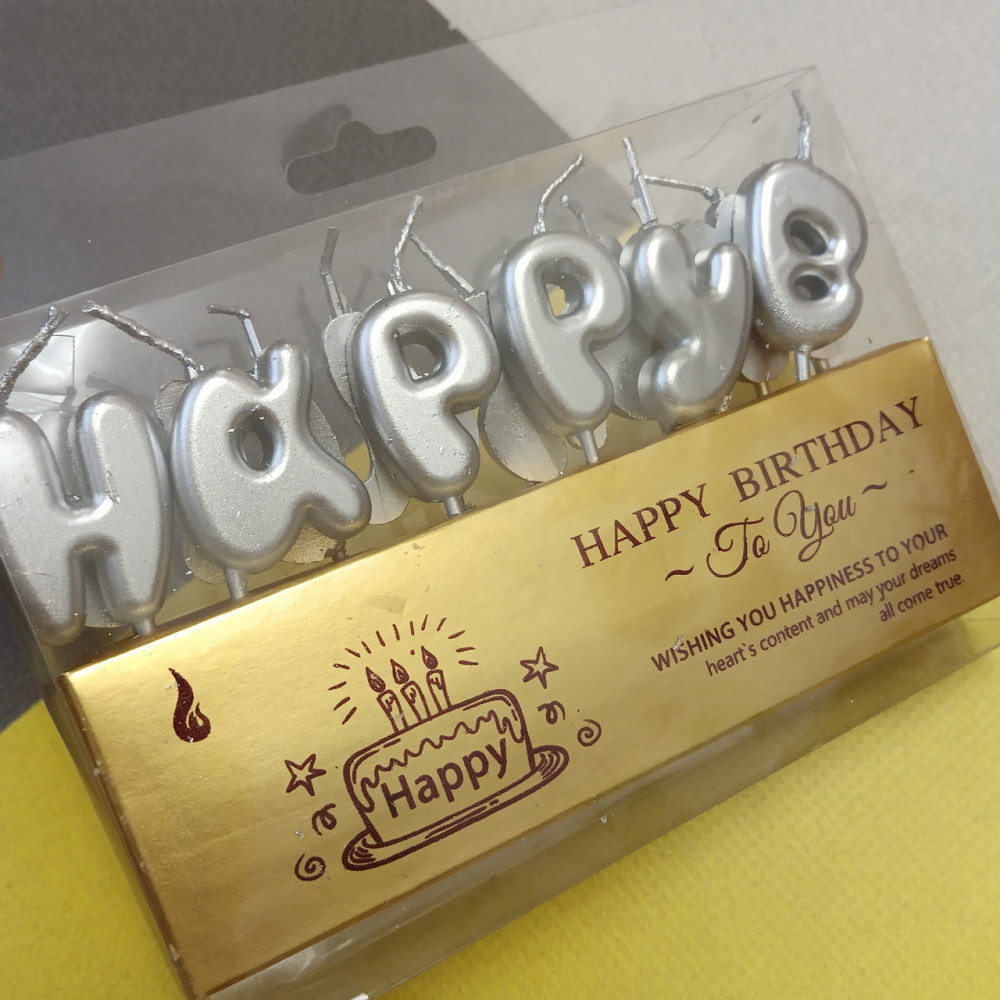 HαPPyB
HAPPY BIRTHDAY
~ To You ~
WISHING YOU HAPPINESS TO YOUR
heart`s content and may your dreams
all come true.
Happy